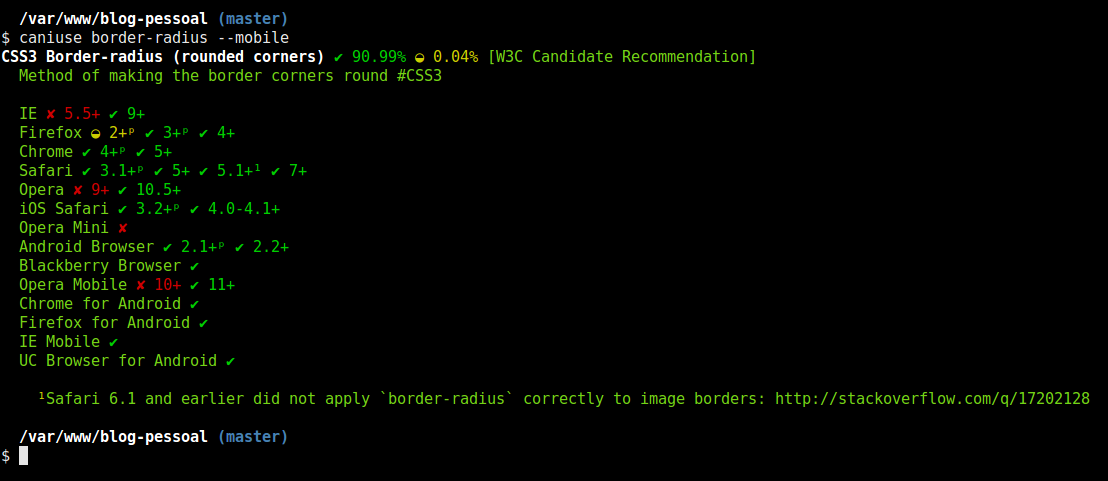 /var/www/blog-pessoal (master)
$ caniuse border-radius --mobile
CSS3 Border-radius (rounded corners) ✔ 90.99% ◒ 0.04% [W3C Candidate Recommendation]
Method of making the border corners round #CSS3
IE ✘ 5.5+ ✔ 9+
Firefox ◒ 2+ᵖ ✔ 3+ᵖ ✔ 4+
Chrome ✔ 4+ᵖ ✔ 5+
Safari ✔ 3.1+ᵖ ✔ 5+ ✔ 5.1+¹ ✔ 7+
Opera ✘ 9+ ✔ 10.5+
iOS Safari ✔ 3.2+ᵖ ✔ 4.0-4.1+
Opera Mini ✘
Android Browser ✔ 2.1+ᵖ ✔ 2.2+
Blackberry Browser ✔
Opera Mobile ✘ 10+ ✔ 11+
Chrome for Android ✔
Firefox for Android ✔
IE Mobile ✔
UC Browser for Android ✔
¹Safari 6.1 and earlier did not apply `border-radius` correctly to image borders: http://stackoverflow.com/q/17202128
/var/www/blog-pessoal (master)
$